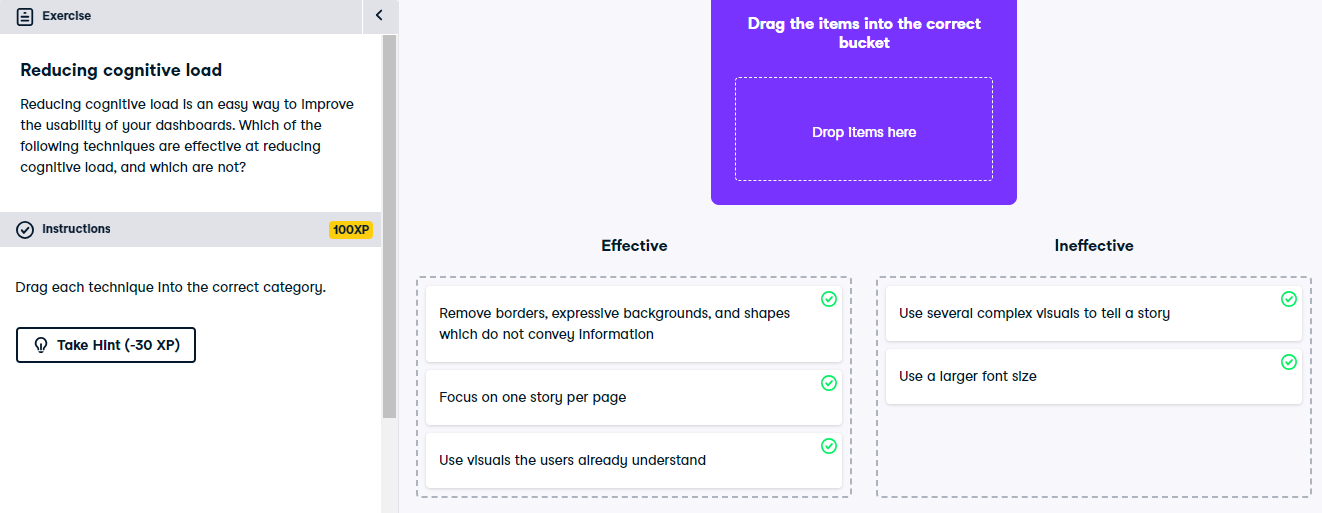 Exercise
Reducing cognitive load
Reducing cognitive load is an easy way to improve
the usability of your dashboards. Which of the
following techniques are effective at reducing
cognitive load, and which are not?
Instructions
100XP
Drag each technique into the correct category.
Take Hint (-30 XP)
Drag the items into the correct
bucket
Drop items here
Effective
Remove borders, expressive backgrounds, and shapes
which do not convey information
Focus on one story per page
Use visuals the users already understand
Ineffective
Use several complex visuals to tell a story
Use a larger font size